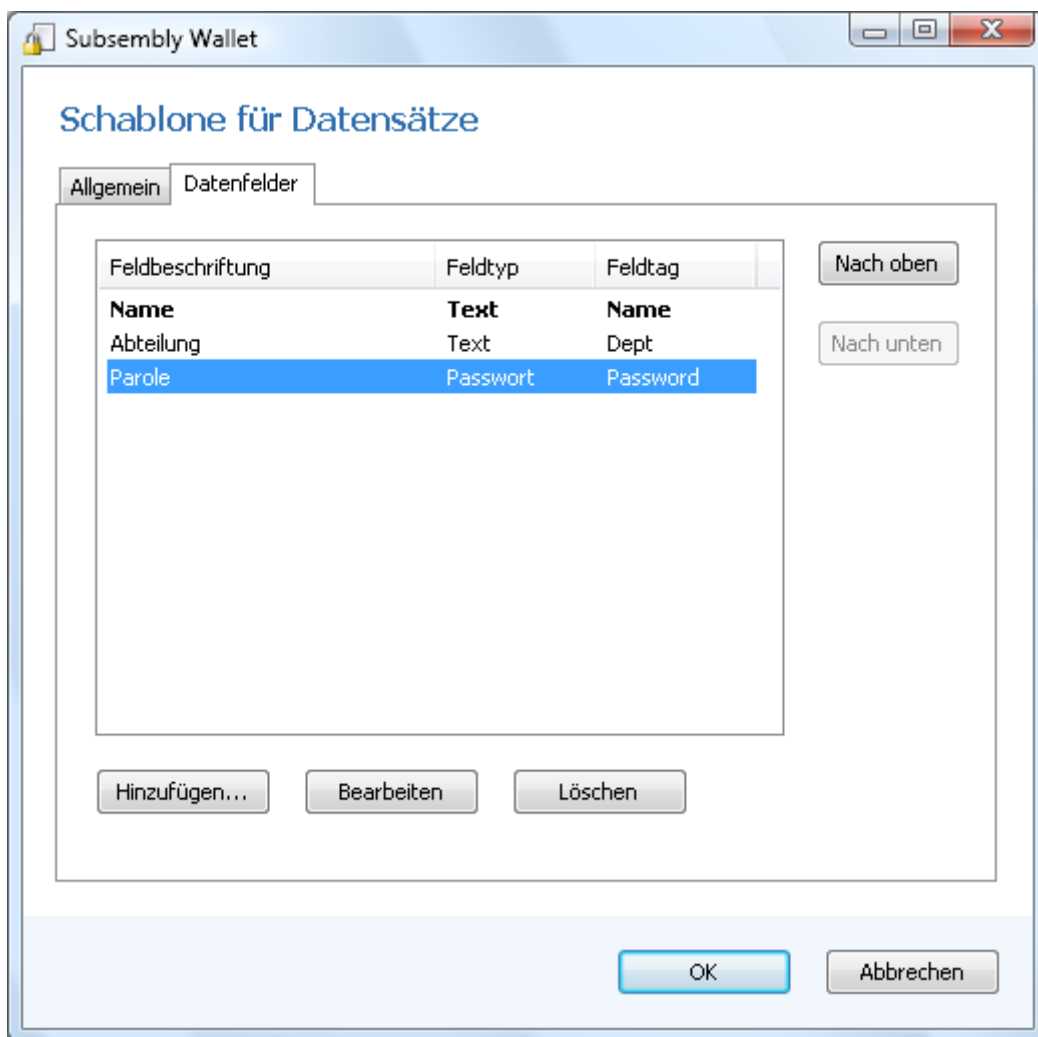 Subsembly Wallet
Schablone für Datensätze
Allgemein Datenfelder
Feldbeschriftung Feldtyp Feldtag
Name Text Name
Abteilung Text Dept
Parole Passwort Password
Nach oben
Nach unten
Hinzufügen... Bearbeiten Löschen
OK Abbrechen